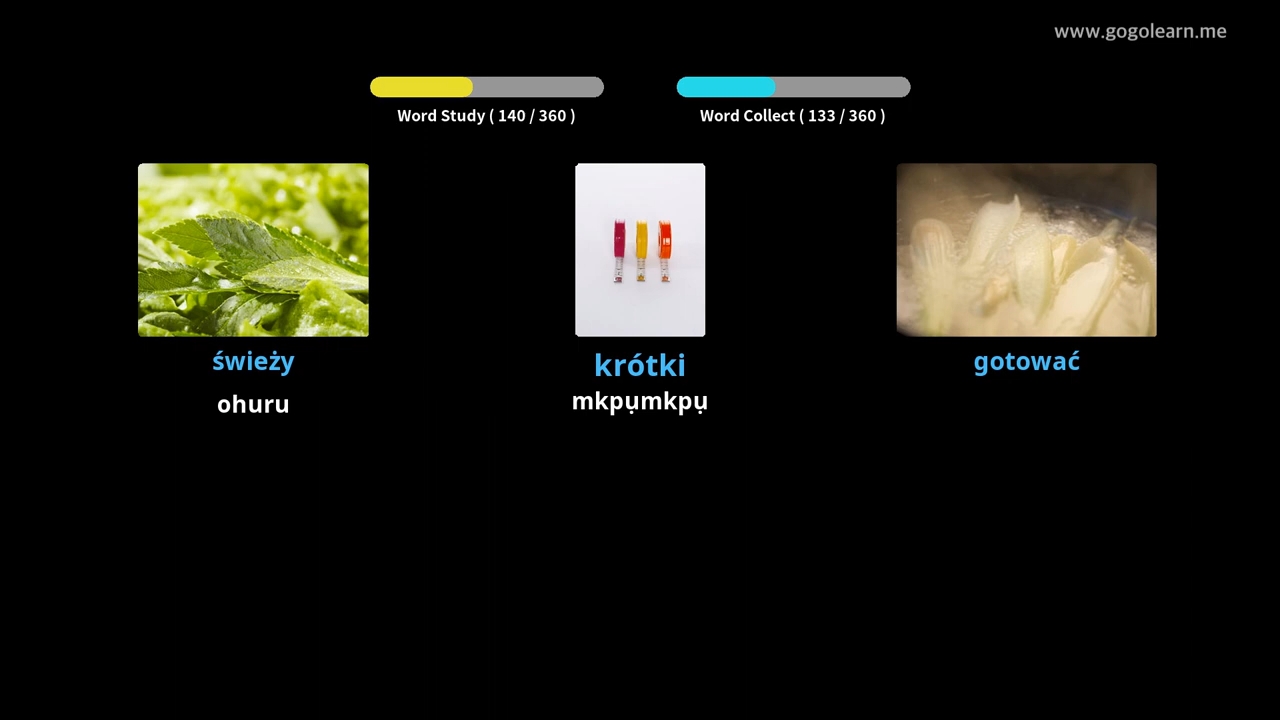 www.gogolearn.me
Word Study ( 140 / 360 )
Word Collect ( 133 / 360 )
świeży
krótki
gotować
ohuru
mkpụmkpụ